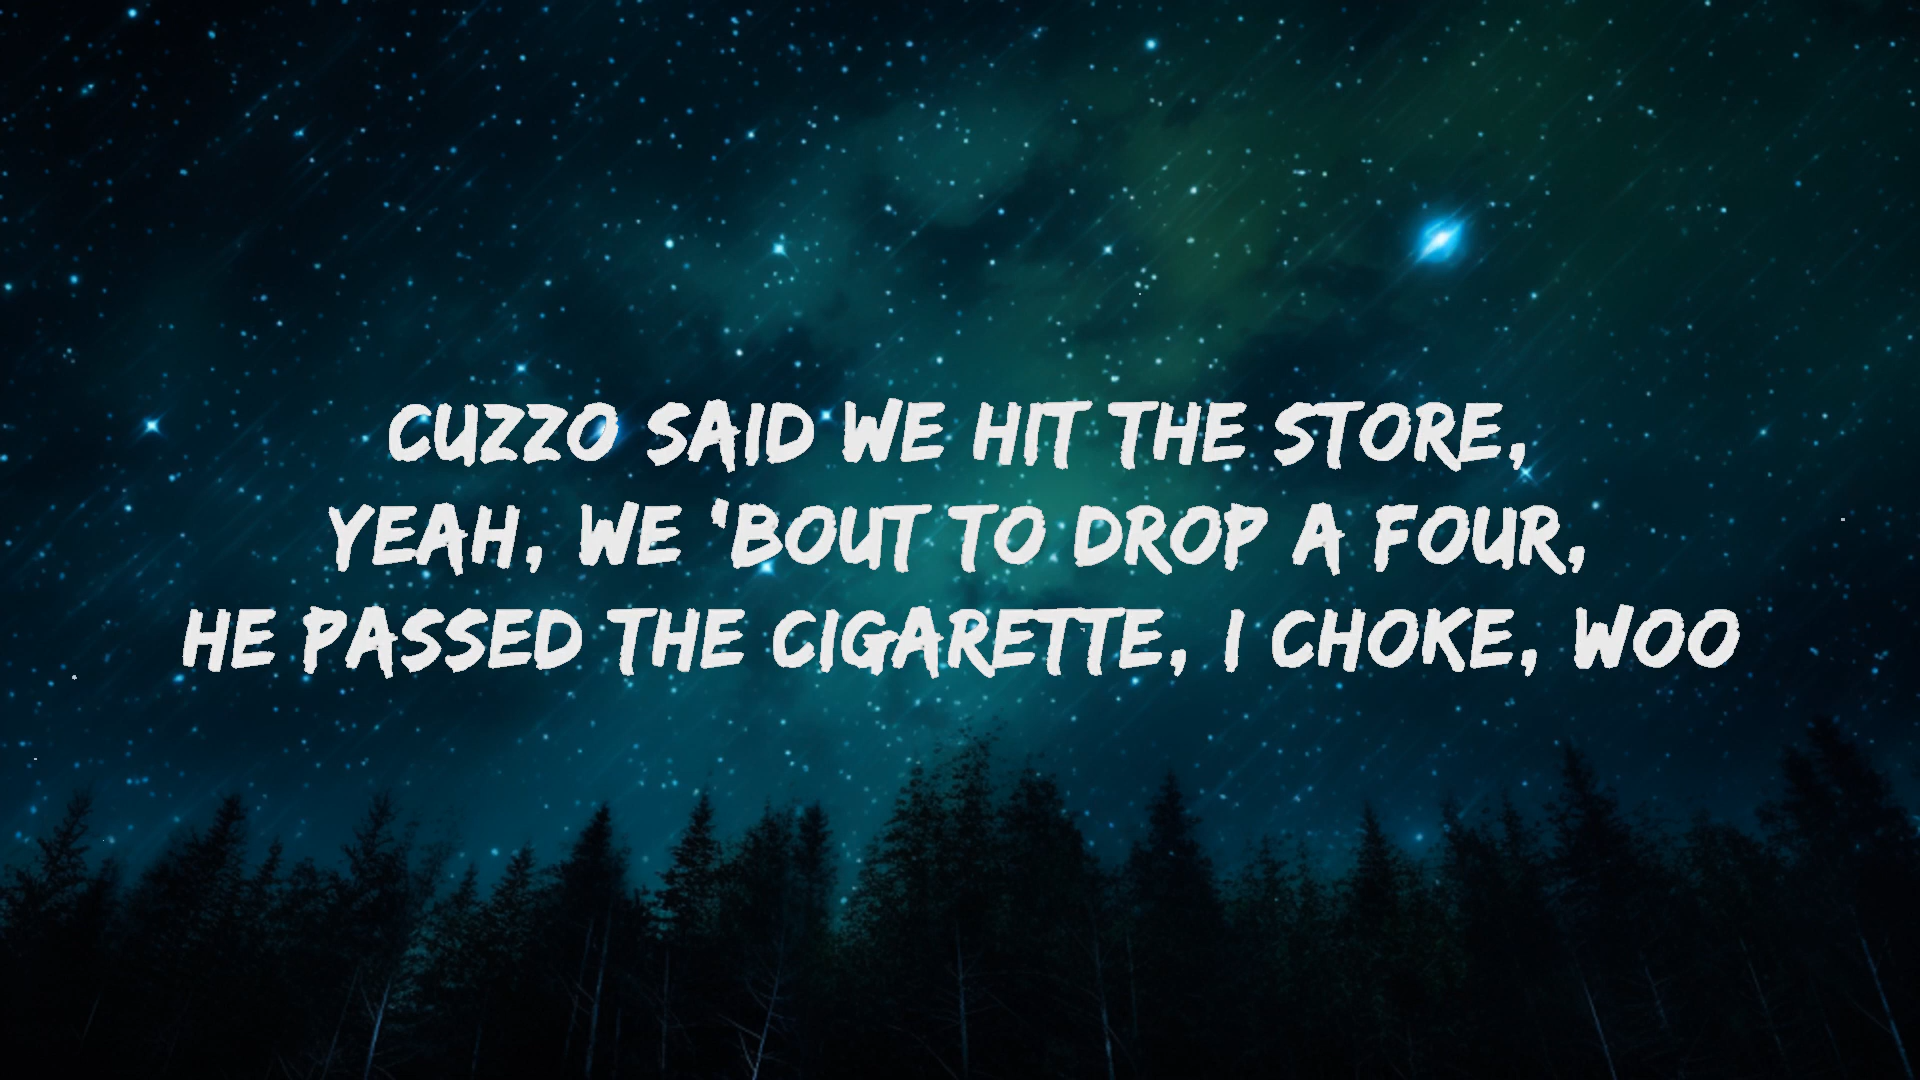 CUZZO SAID WE HIT THE STORE,
YEAH, WE 'BOUT TO DROP A FOUR,
HE PASSED THE CIGARETTE, I CHOKE, WOO